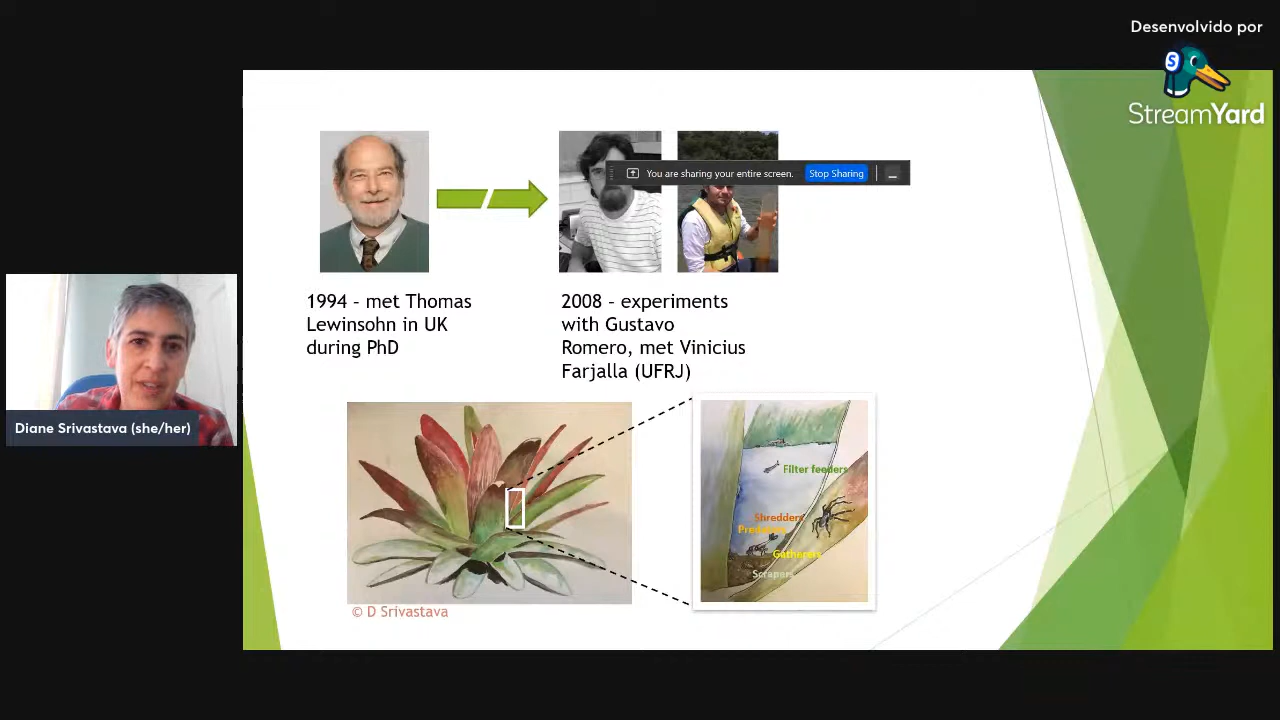 Desenvolvido por
S
StreamYard
You are sharing your entire screen.
Stop Sharing
1994 – met Thomas
Lewinsohn in UK
during PhD
2008 – experiments
with Gustavo
Romero, met Vinicius
Farjalla (UFRJ)
Diane Srivastava (she/her)
Filter feeders
Shredders
Predators
Gatherers
Scrapers
© D Srivastava